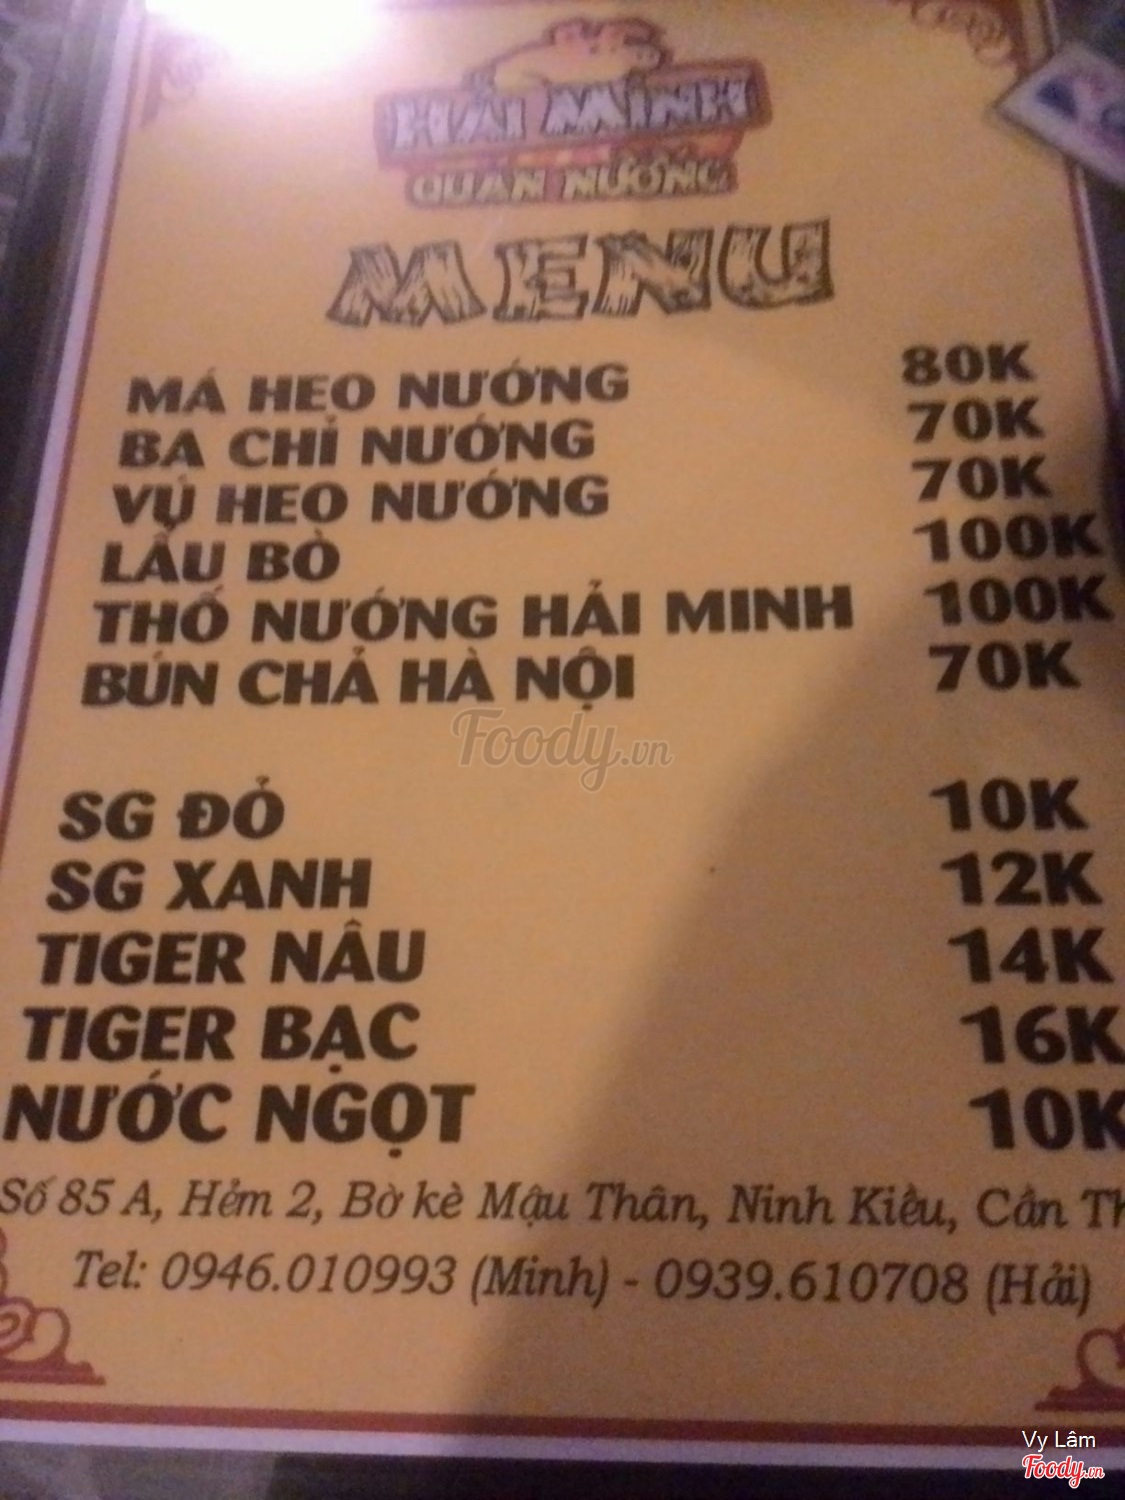 HẢI MINH
QUÁN NƯỚNG
MENU
MÁ HEO NƯỚNG 80K
BA CHỈ NƯỚNG 70K
VÚ HEO NƯỚNG 70K
LẨU BÒ 100K
THỐ NƯỚNG HẢI MINH 100K
BÚN CHẢ HÀ NỘI 70K
Foody.vn
SG ĐỎ 10K
SG XANH 12K
TIGER NÂU 14K
TIGER BẠC 16K
NƯỚC NGỌT 10K
Số 85 A, Hẻm 2, Bờ kè Mậu Thân, Ninh Kiều, Cần Th
Tel: 0946.010993 (Minh) - 0939.610708 (Hải)
Vy Lâm
Foody.vn